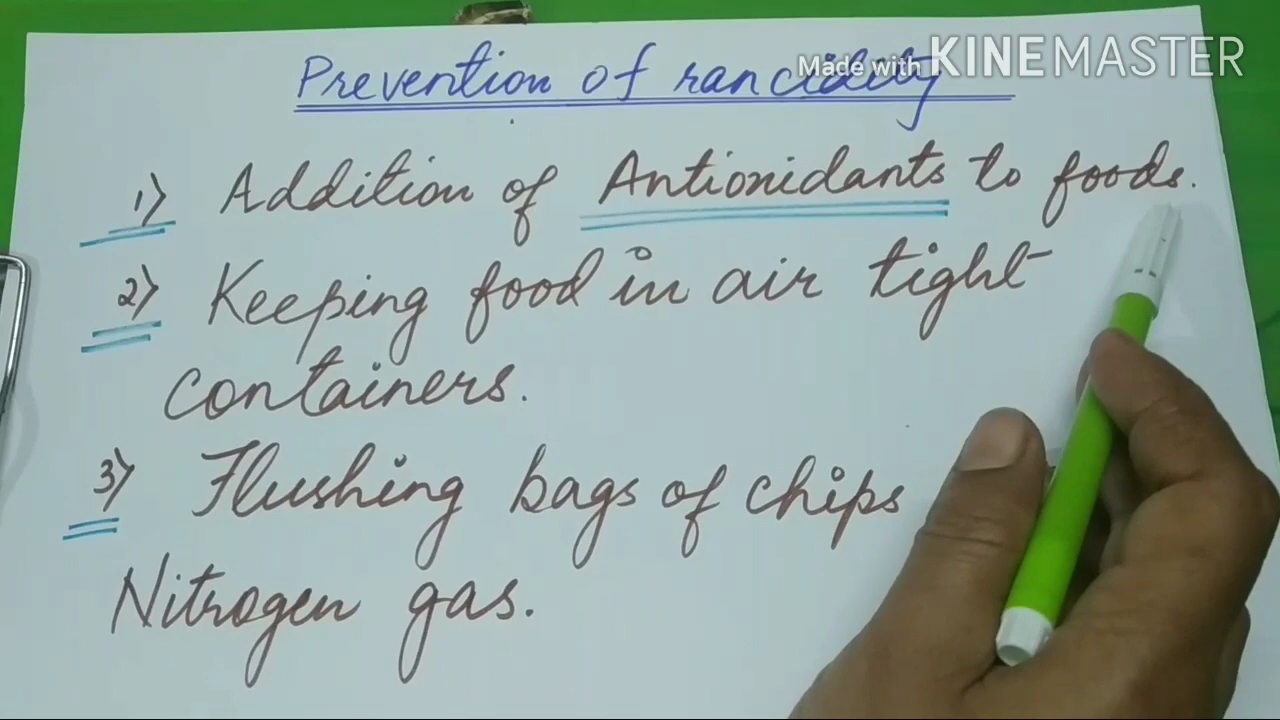 Prevention of rancidity
Made with KINEMASTER
1) Addition of Antioxidants to foods.
2) Keeping food in air tight
containers.
3) Flushing bags of chips
Nitrogen gas.